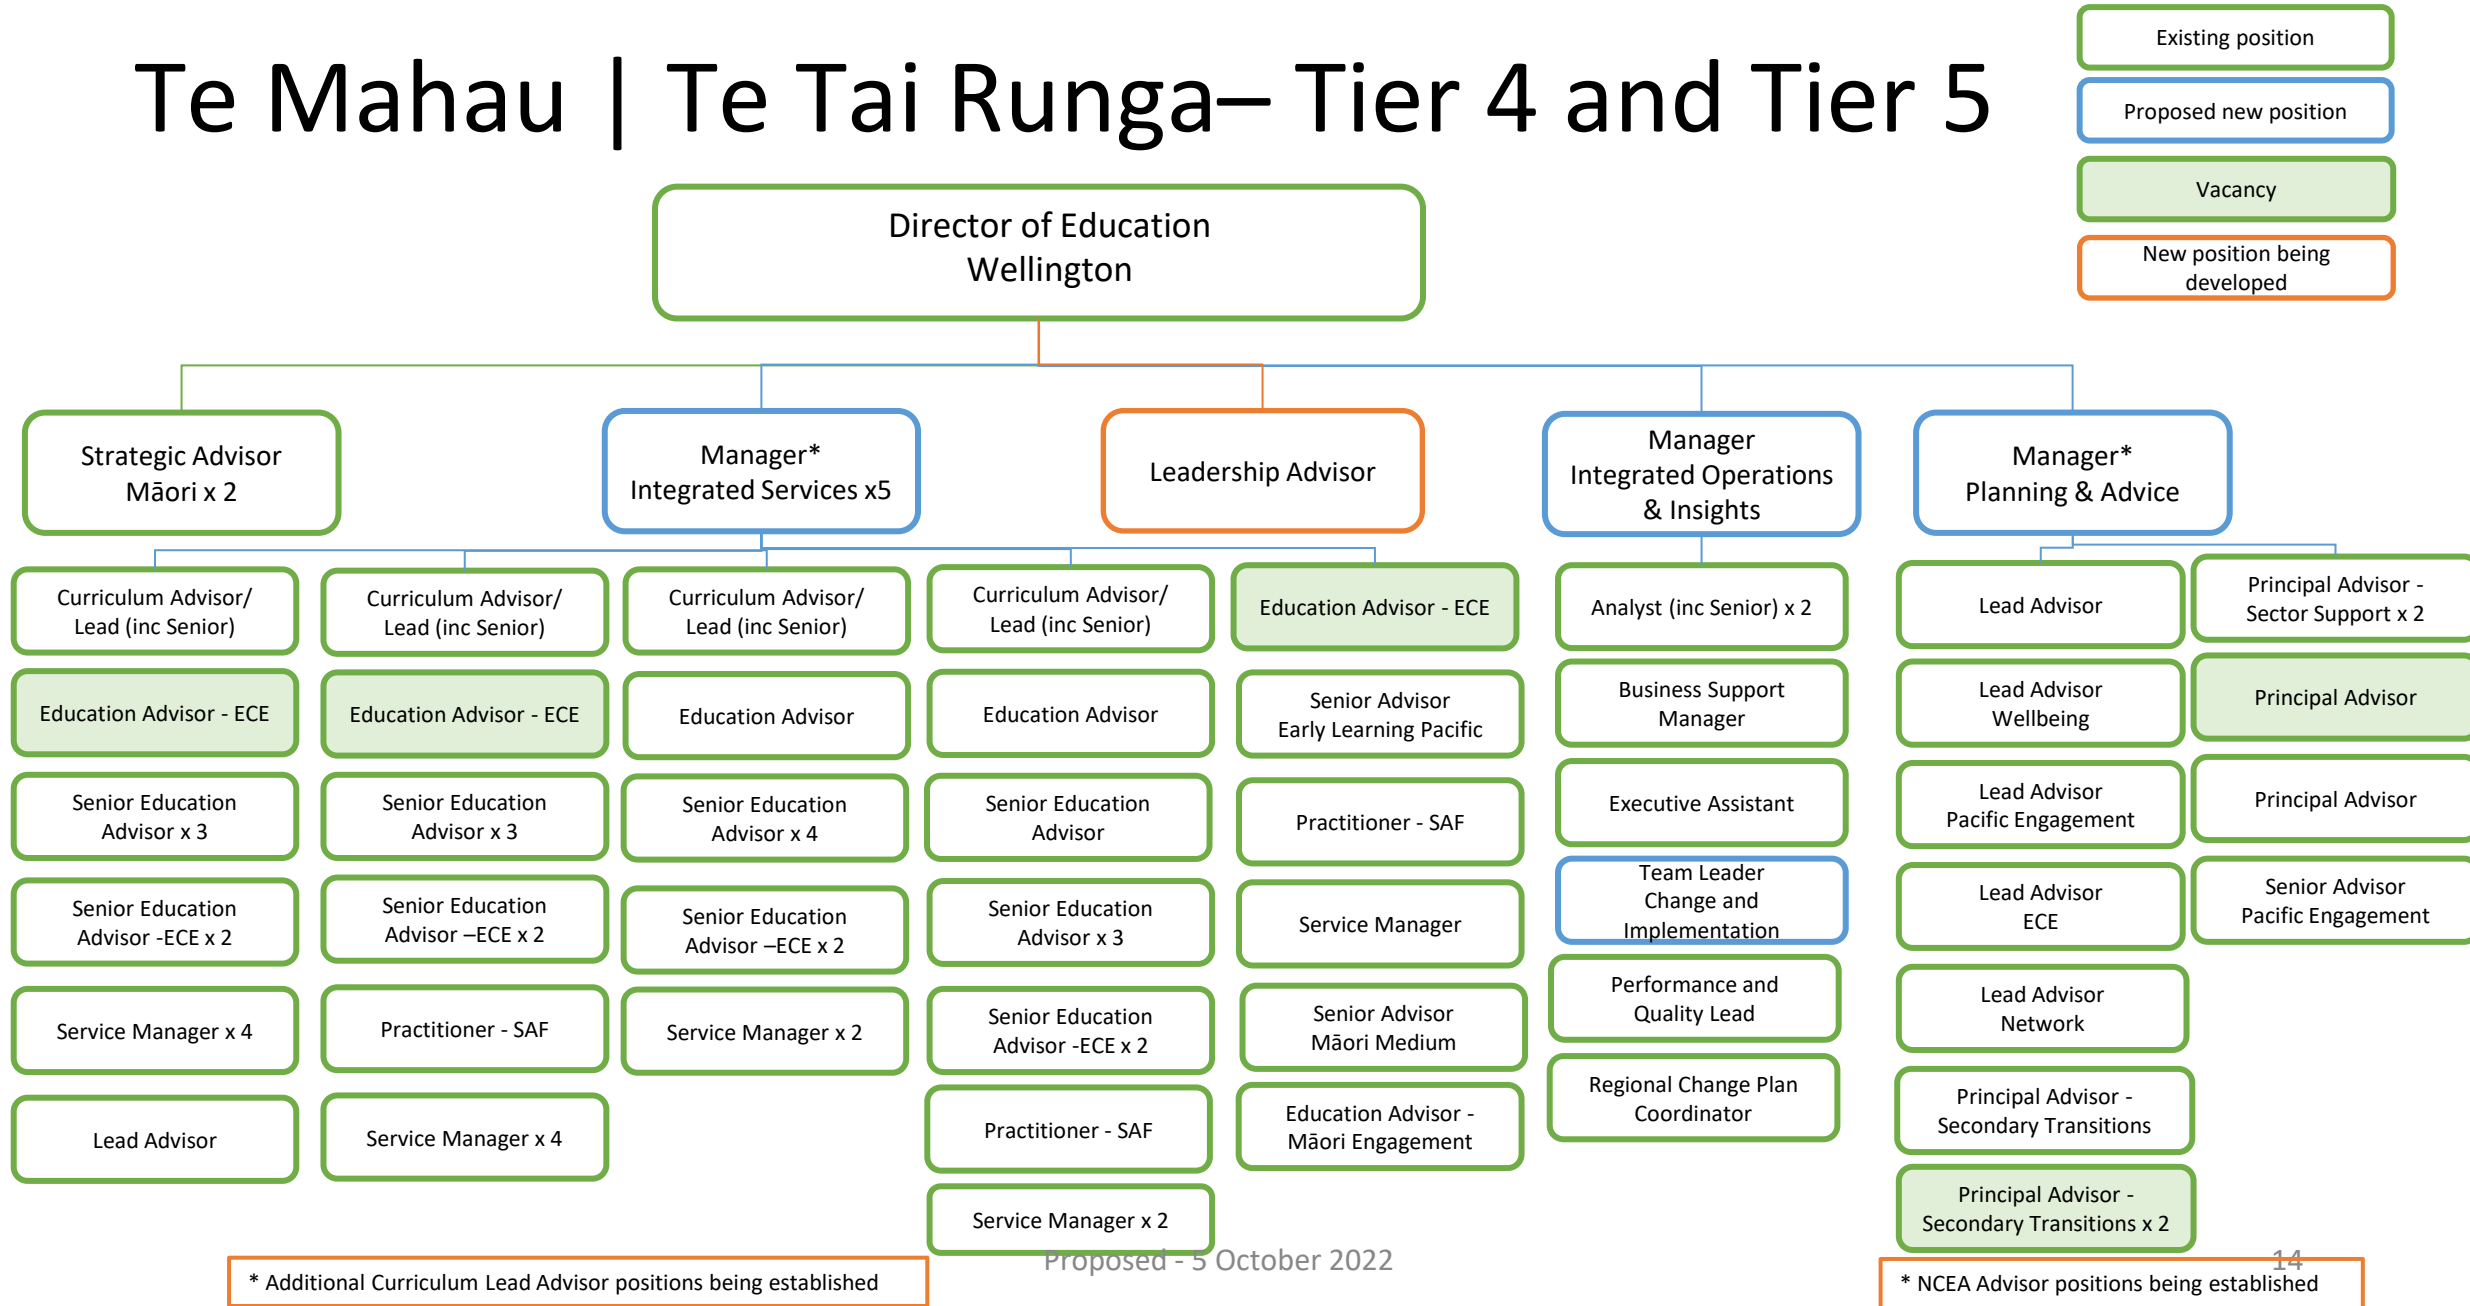 Te Mahau | Te Tai Runga– Tier 4 and Tier 5
Existing position
Proposed new position
Vacancy
New position being
developed
Director of Education
Wellington
Strategic Advisor
Māori x 2
Manager*
Integrated Services x5
Leadership Advisor
Manager
Integrated Operations
& Insights
Manager*
Planning & Advice
Curriculum Advisor/
Lead (inc Senior)
Education Advisor - ECE
Senior Education
Advisor x 3
Senior Education
Advisor -ECE x 2
Service Manager x 4
Lead Advisor
Curriculum Advisor/
Lead (inc Senior)
Education Advisor - ECE
Senior Education
Advisor x 3
Senior Education
Advisor –ECE x 2
Practitioner - SAF
Service Manager x 4
Curriculum Advisor/
Lead (inc Senior)
Education Advisor
Senior Education
Advisor x 4
Senior Education
Advisor –ECE x 2
Service Manager x 2
Curriculum Advisor/
Lead (inc Senior)
Education Advisor
Senior Education
Advisor
Senior Education
Advisor x 3
Senior Education
Advisor -ECE x 2
Practitioner - SAF
Service Manager x 2
Education Advisor - ECE
Senior Advisor
Early Learning Pacific
Practitioner - SAF
Service Manager
Senior Advisor
Māori Medium
Education Advisor -
Māori Engagement
Analyst (inc Senior) x 2
Business Support
Manager
Executive Assistant
Team Leader
Change and
Implementation
Performance and
Quality Lead
Regional Change Plan
Coordinator
Lead Advisor
Lead Advisor
Wellbeing
Lead Advisor
Pacific Engagement
Lead Advisor
ECE
Lead Advisor
Network
Principal Advisor -
Secondary Transitions
Principal Advisor -
Secondary Transitions x 2
Principal Advisor -
Sector Support x 2
Principal Advisor
Principal Advisor
Senior Advisor
Pacific Engagement
* Additional Curriculum Lead Advisor positions being established
Proposed - 5 October 2022
14
* NCEA Advisor positions being established